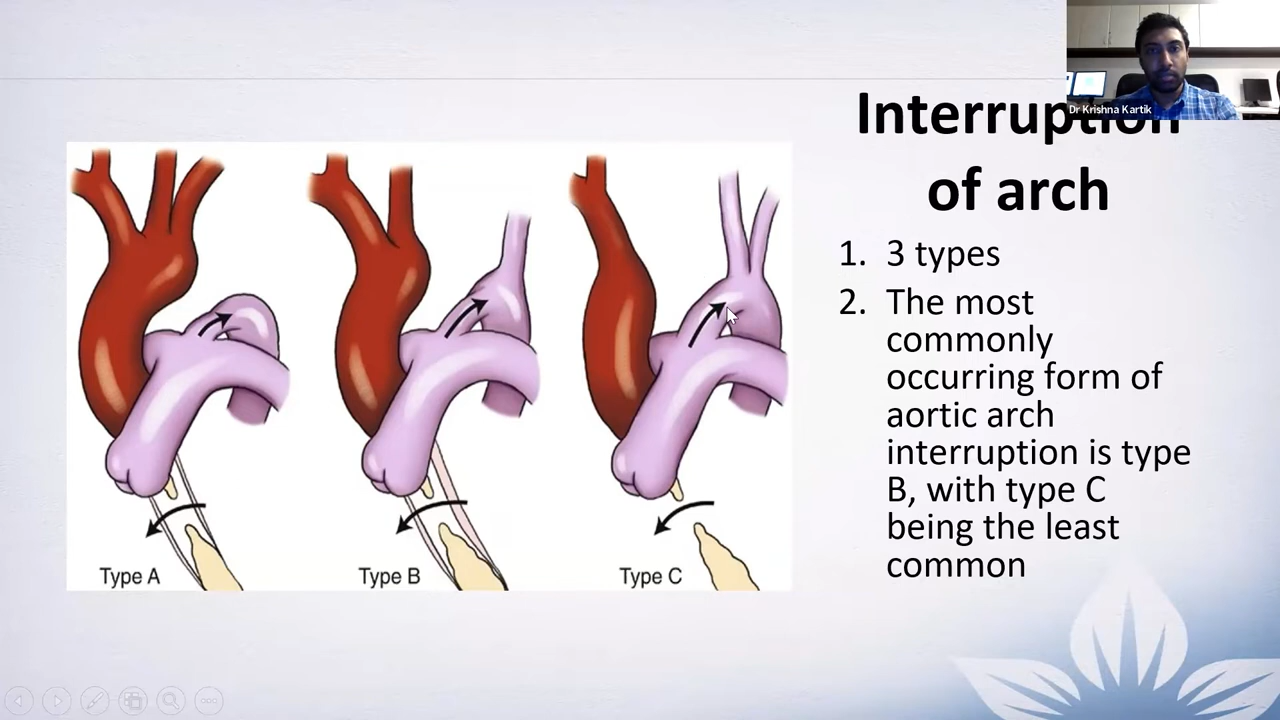 Dr Krishna Kartik
Interruption
of arch
1. 3 types
2. The most
commonly
occurring form of
aortic arch
interruption is type
B, with type C
being the least
common
Type A
Type B
Type C